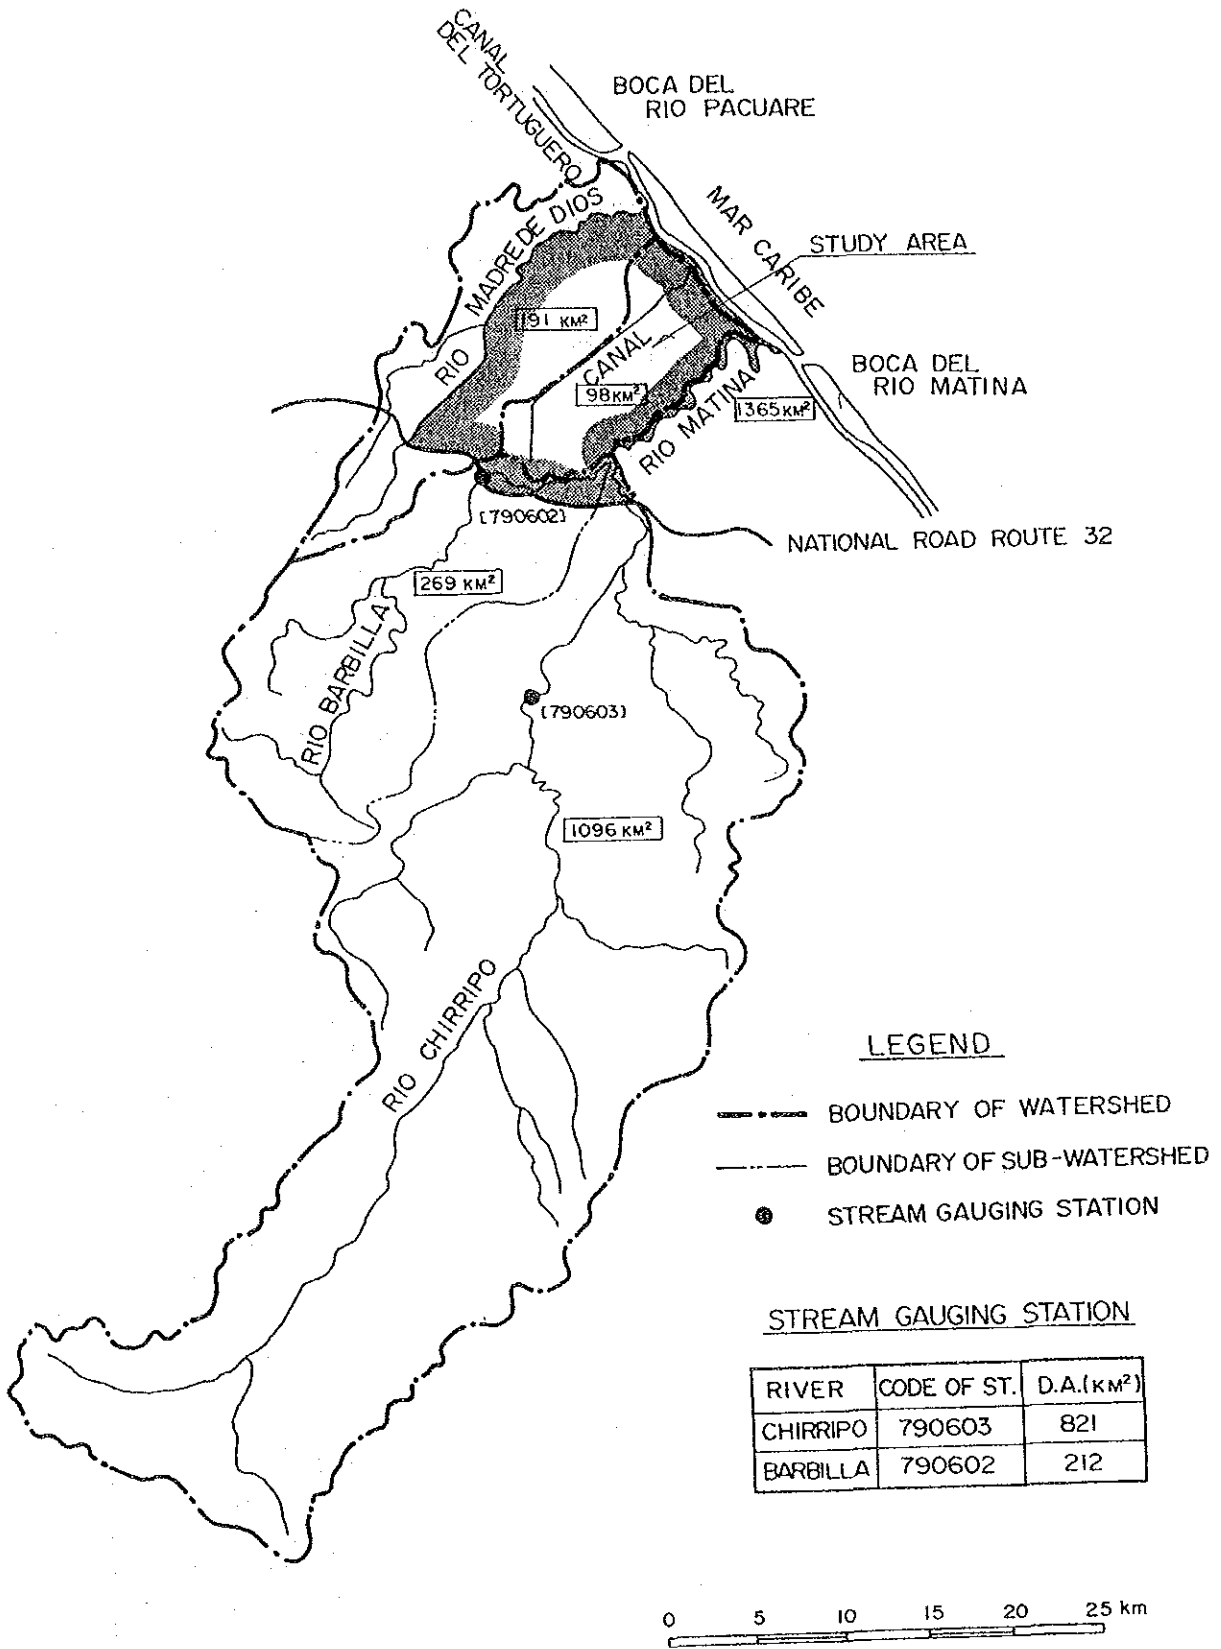 CANAL
DEL TORTUGUERO
BOCA DEL
RIO PACUARE
MAR CARIBE
STUDY AREA
RIO MADRE DE DIOS
191 KM²
CANAL
98 KM²
RIO MATINA
1365 KM²
BOCA DEL
RIO MATINA
[790602]
NATIONAL ROAD ROUTE 32
269 KM²
RIO BARBILLA
[790603]
1096 KM²
RIO CHIRRIPO
LEGEND
BOUNDARY OF WATERSHED
BOUNDARY OF SUB-WATERSHED
STREAM GAUGING STATION
STREAM GAUGING STATION
RIVER CODE OF ST. D.A.(KM²)
CHIRRIPO 790603 821
BARBILLA 790602 212
0 5 10 15 20 25 km